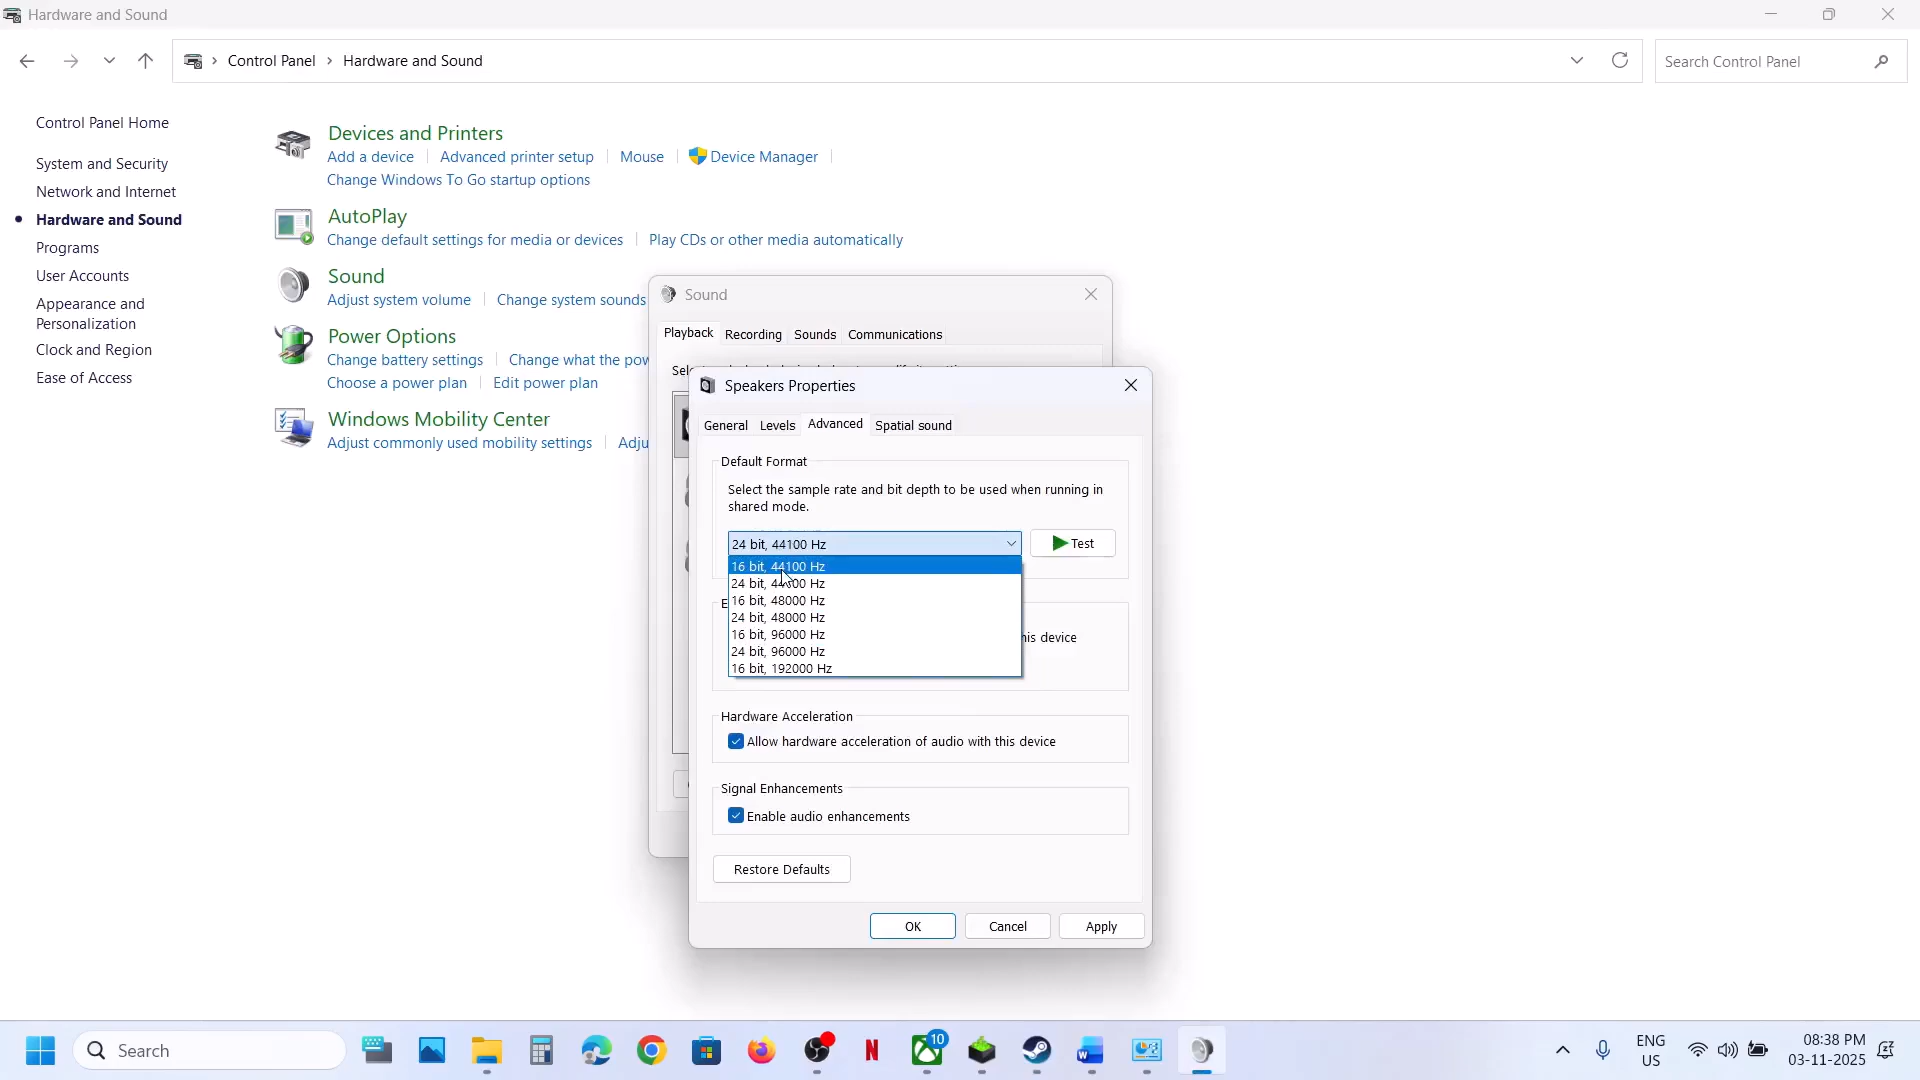 Hardware and Sound
Control Panel › Hardware and Sound
Search Control Panel
Control Panel Home
System and Security
Network and Internet
Hardware and Sound
Programs
User Accounts
Appearance and
Personalization
Clock and Region
Ease of Access
Devices and Printers
Add a device
Advanced printer setup
Mouse
Device Manager
Change Windows To Go startup options
AutoPlay
Change default settings for media or devices
Play CDs or other media automatically
Sound
Adjust system volume
Change system sounds
Power Options
Change battery settings
Change what the pow
Choose a power plan
Edit power plan
Windows Mobility Center
Adjust commonly used mobility settings
Adju
Sound
Playback
Recording
Sounds
Communications
Speakers Properties
General
Levels
Advanced
Spatial sound
Default Format
Select the sample rate and bit depth to be used when running in
shared mode.
24 bit, 44100 Hz
Test
16 bit, 44100 Hz
24 bit, 44100 Hz
16 bit, 48000 Hz
24 bit, 48000 Hz
16 bit, 96000 Hz
24 bit, 96000 Hz
16 bit, 192000 Hz
his device
Hardware Acceleration
Allow hardware acceleration of audio with this device
Signal Enhancements
Enable audio enhancements
Restore Defaults
OK
Cancel
Apply
Search
10
ENG
US
08:38 PM
03-11-2025